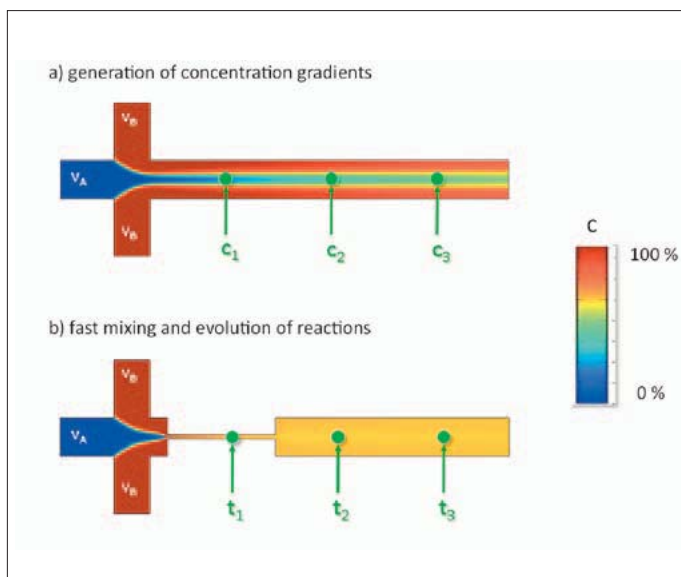 a) generation of concentration gradients
V_B
V_A
V_B
c_1 c_2 c_3
C
100 %
0 %
b) fast mixing and evolution of reactions
V_B
V_A
V_B
t_1 t_2 t_3